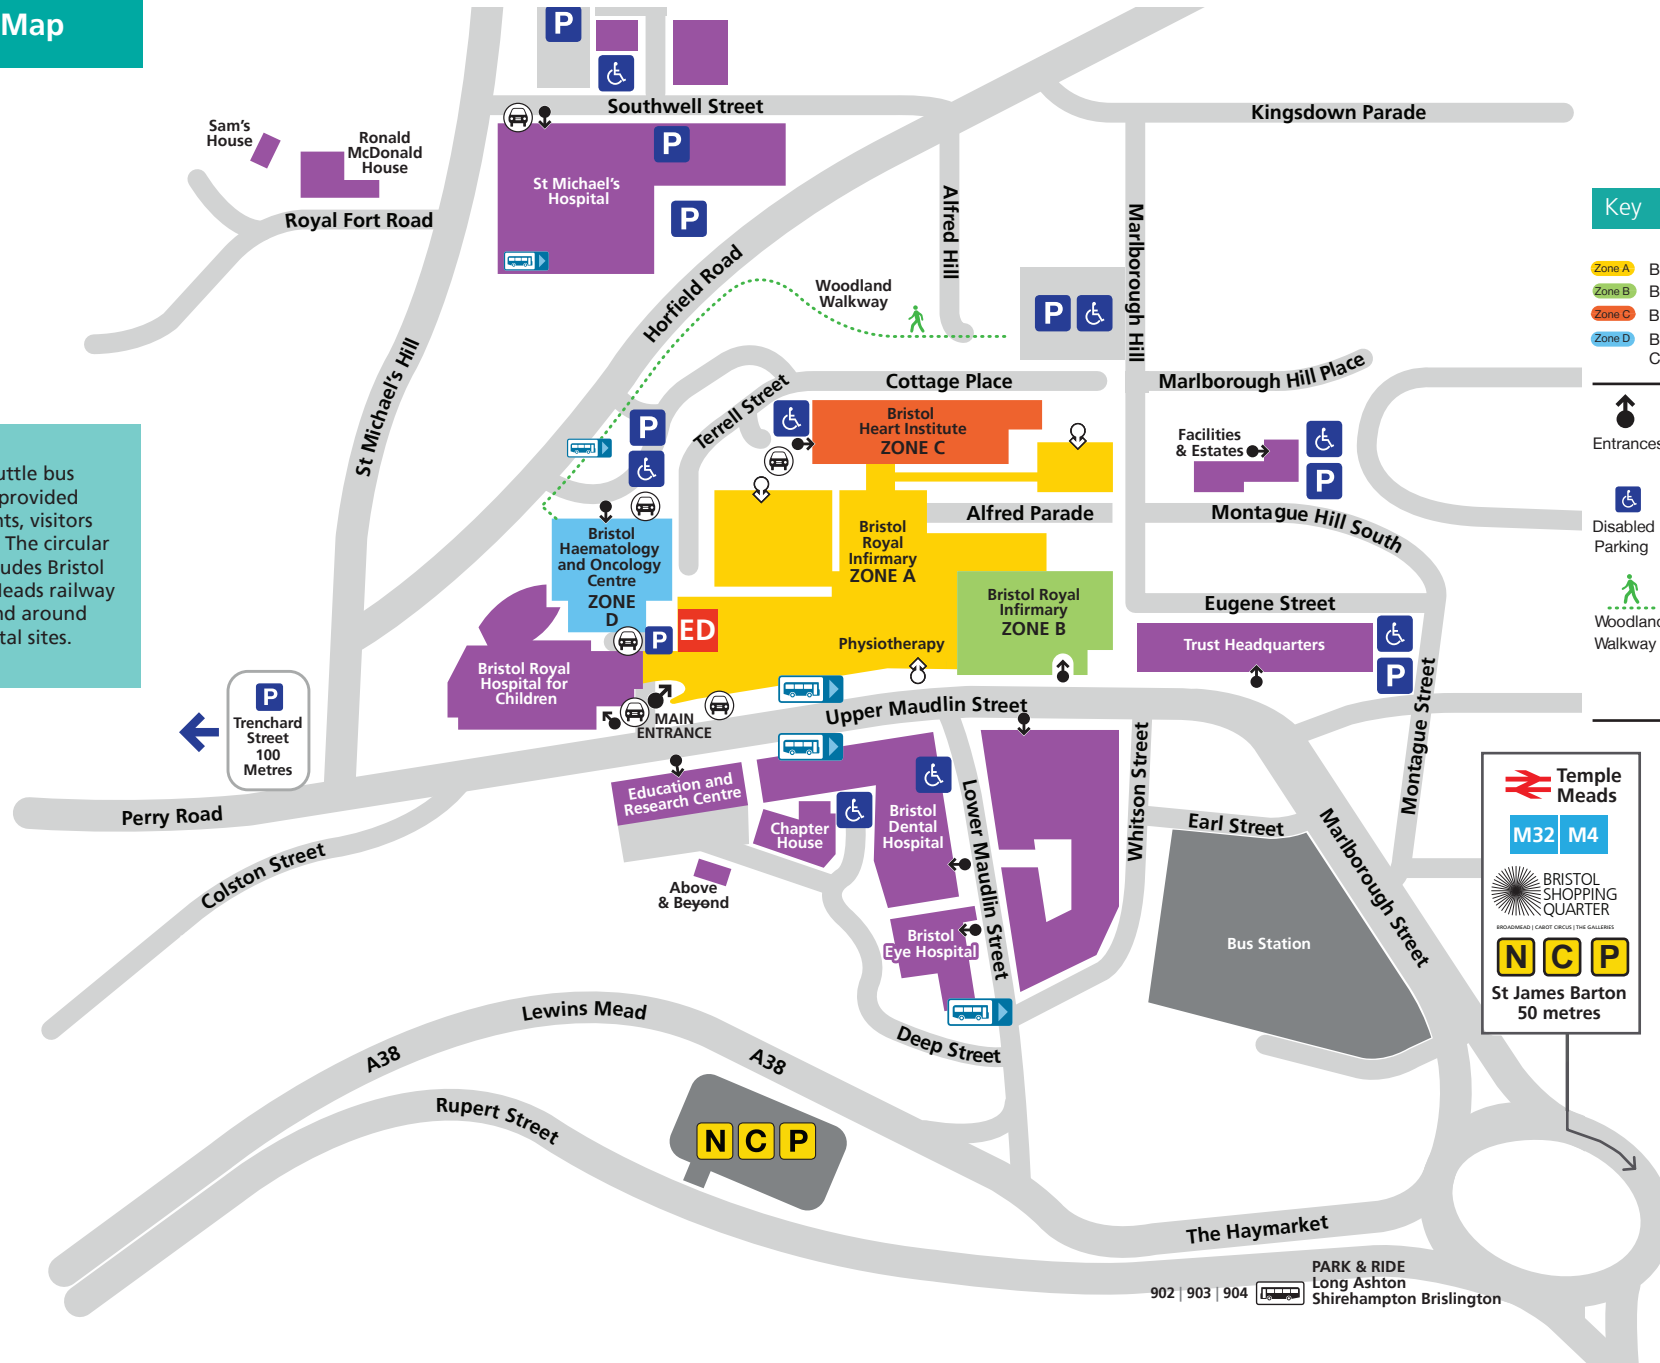 Map
P
Southwell Street
Kingsdown Parade
Sam's
House
Ronald
McDonald
House
P
St Michael's
Hospital
Alfred Hill
Marlborough Hill
Key
Royal Fort Road
P
Horfield Road
Woodland
Walkway
P
Zone A B
Zone B B
Zone C B
Zone D B
C
St Michael's Hill
Terrell Street
Cottage Place
Marlborough Hill Place
P
Bristol
Heart Institute
ZONE C
Facilities
& Estates
P
Entrances
uttle bus
provided
nts, visitors
The circular
udes Bristol
Meads railway
nd around
tal sites.
Alfred Parade
Montague Hill South
Disabled
Parking
Bristol
Haematology
and Oncology
Centre
ZONE
D
Bristol
Royal
Infirmary
ZONE A
Bristol Royal
Infirmary
ZONE B
Eugene Street
Woodland
Walkway
P
ED
Physiotherapy
Trust Headquarters
P
Bristol Royal
Hospital for
Children
MAIN
ENTRANCE
Upper Maudlin Street
Montague Street
P
Trenchard
Street
100
Metres
Perry Road
Colston Street
Education and
Research Centre
Chapter
House
Bristol
Dental
Hospital
Lower Maudlin Street
Whitson Street
Earl Street
Marlborough Street
Temple
Meads
M32 M4
BRISTOL
SHOPPING
QUARTER
BROADMEAD | CABOT CIRCUS | THE GALLERIES
N C P
St James Barton
50 metres
Above
& Beyond
Bristol
Eye Hospital
Bus Station
Deep Street
Lewins Mead
A38
A38
Rupert Street
N C P
The Haymarket
902 | 903 | 904
PARK & RIDE
Long Ashton
Shirehampton Brislington